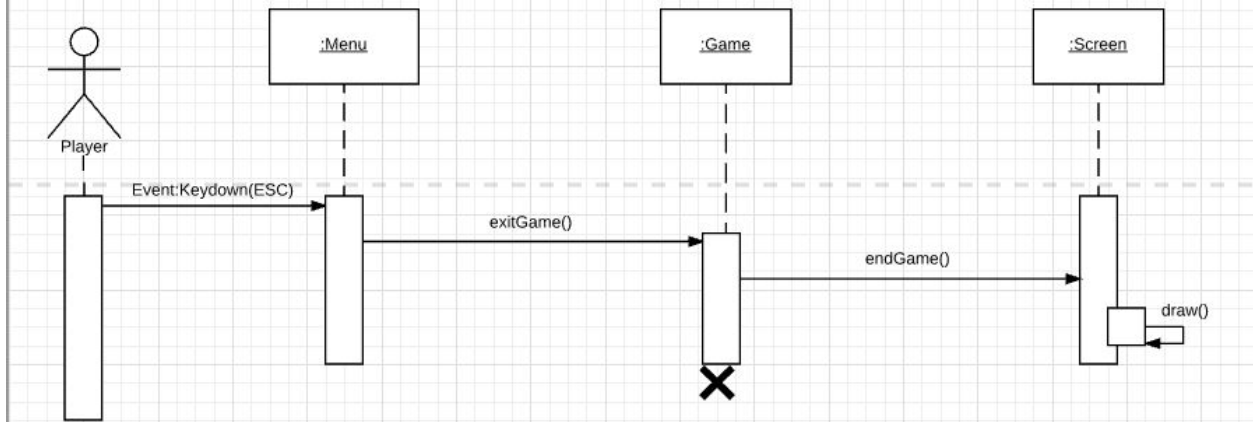 :Menu
:Game
:Screen
Player
Event:Keydown(ESC)
exitGame()
endGame()
draw()